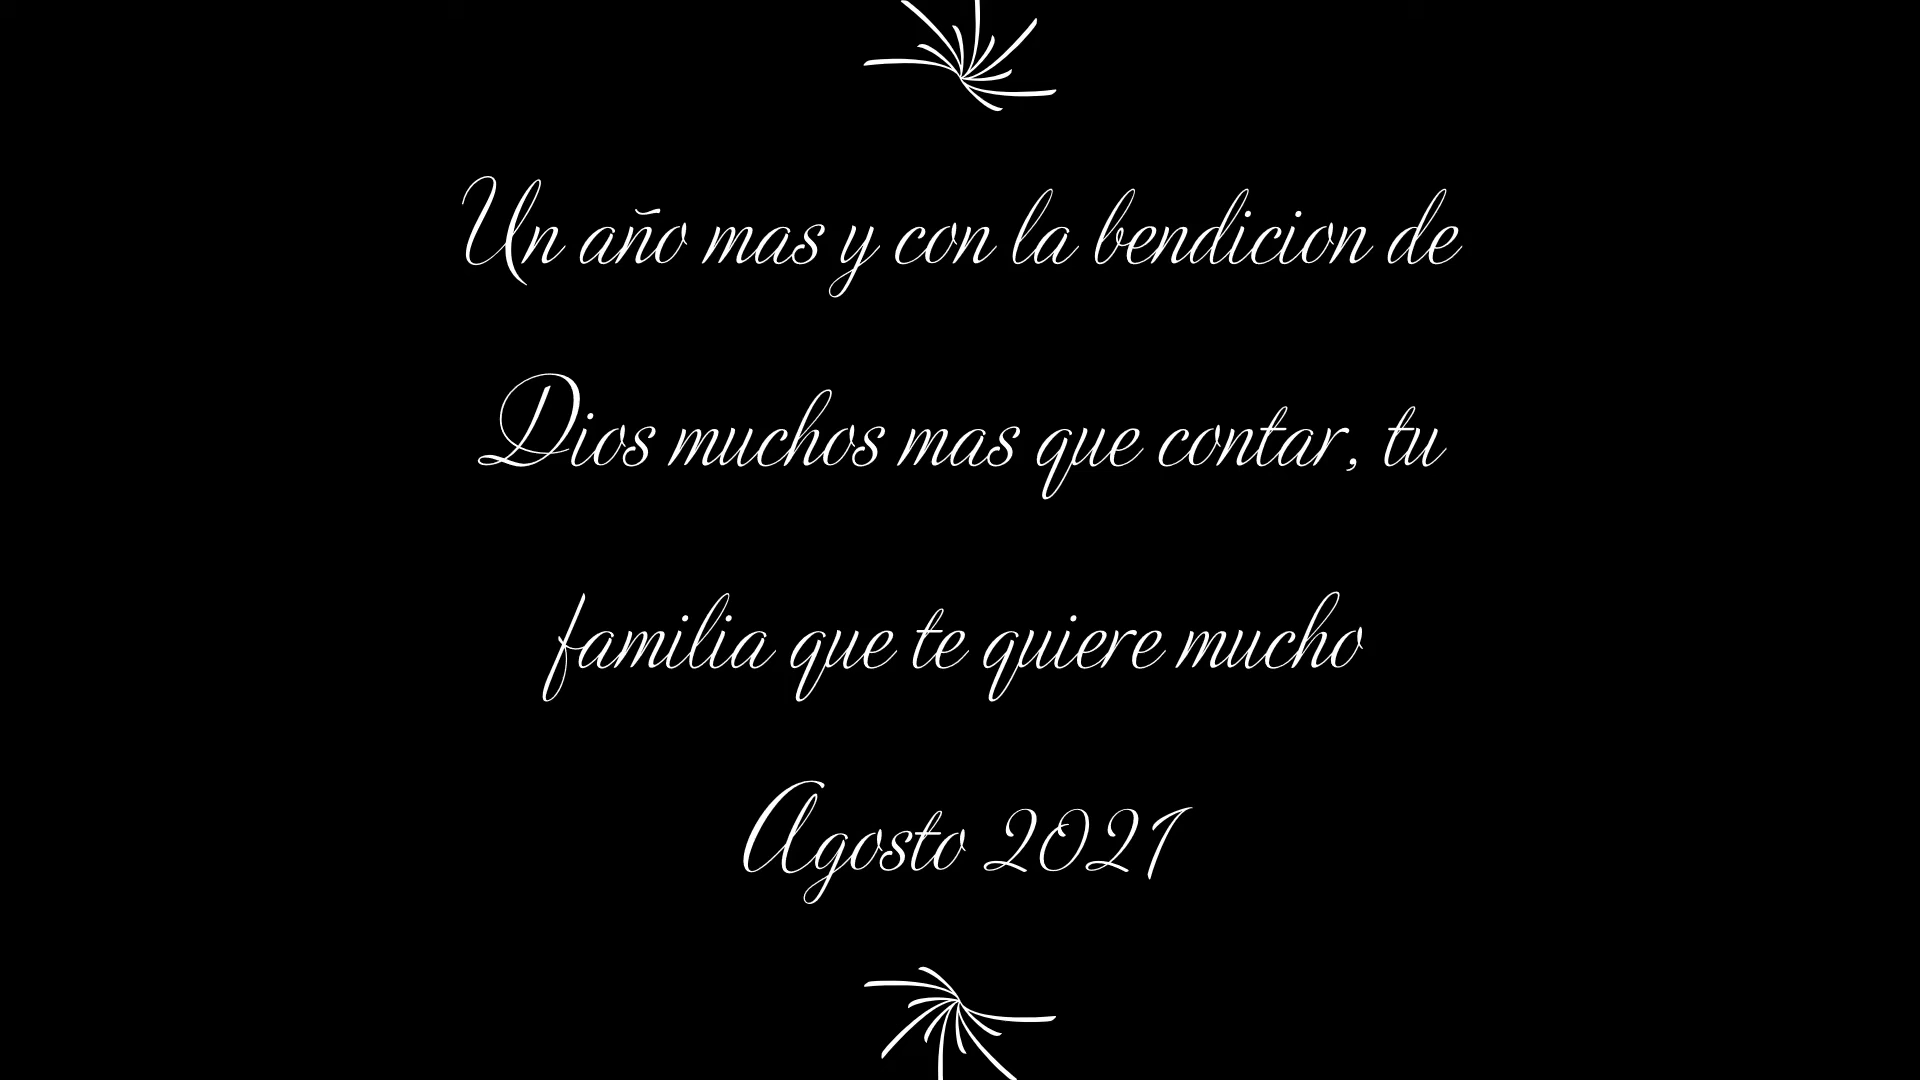 Un año mas y con la bendicion de
Dios muchos mas que contar, tu
familia que te quiere mucho
Agosto 2021